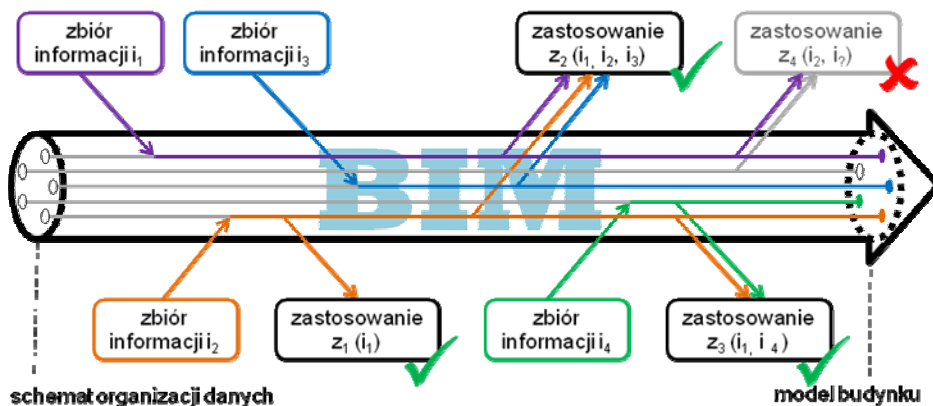 zbiór
informacji i₁
zbiór
informacji i₃
zastosowanie
z₂ (i₁, i₂, i₃)
zastosowanie
z₄ (i₂, i?)
BIM
zbiór
informacji i₂
zastosowanie
z₁ (i₁)
zbiór
informacji i₄
zastosowanie
z₃ (i₁, i₄)
schemat organizacji danych
model budynku